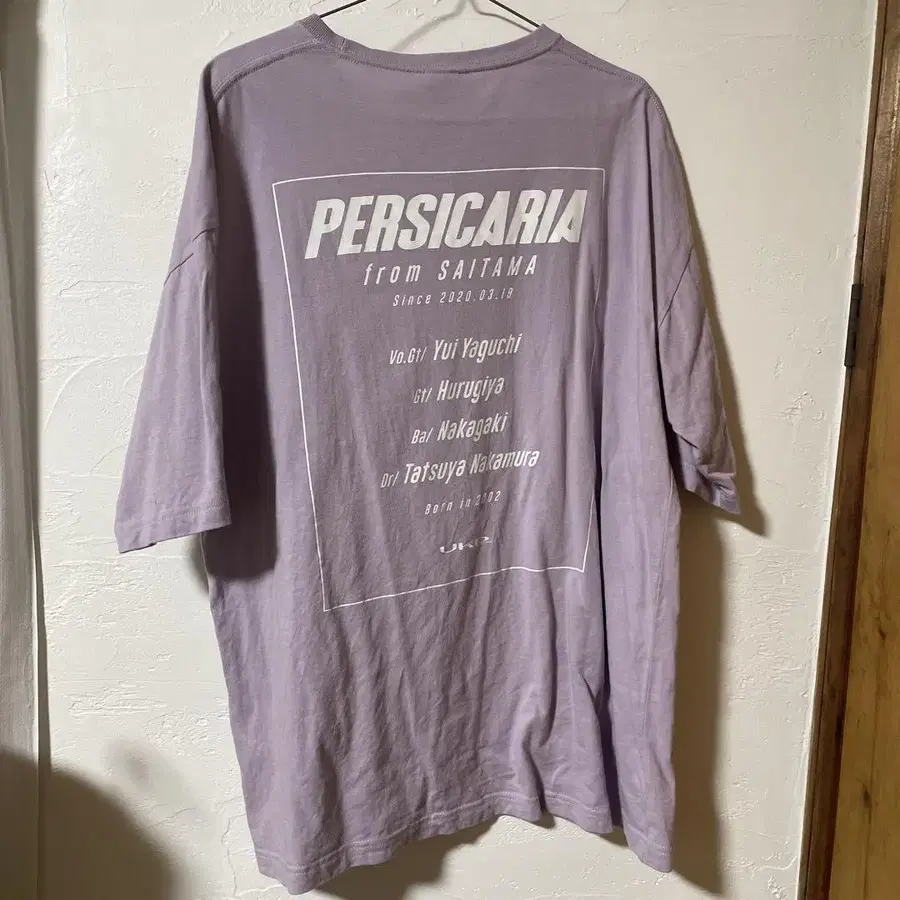 PERSICARIA
from SAITAMA
Since 2020.03.19
Vo.Gt/ Yui Yaguchi
Gt/ Hurugiya
Ba/ Nakagaki
Dr/ Tatsuya Nakamura
Born in 2002
UK.